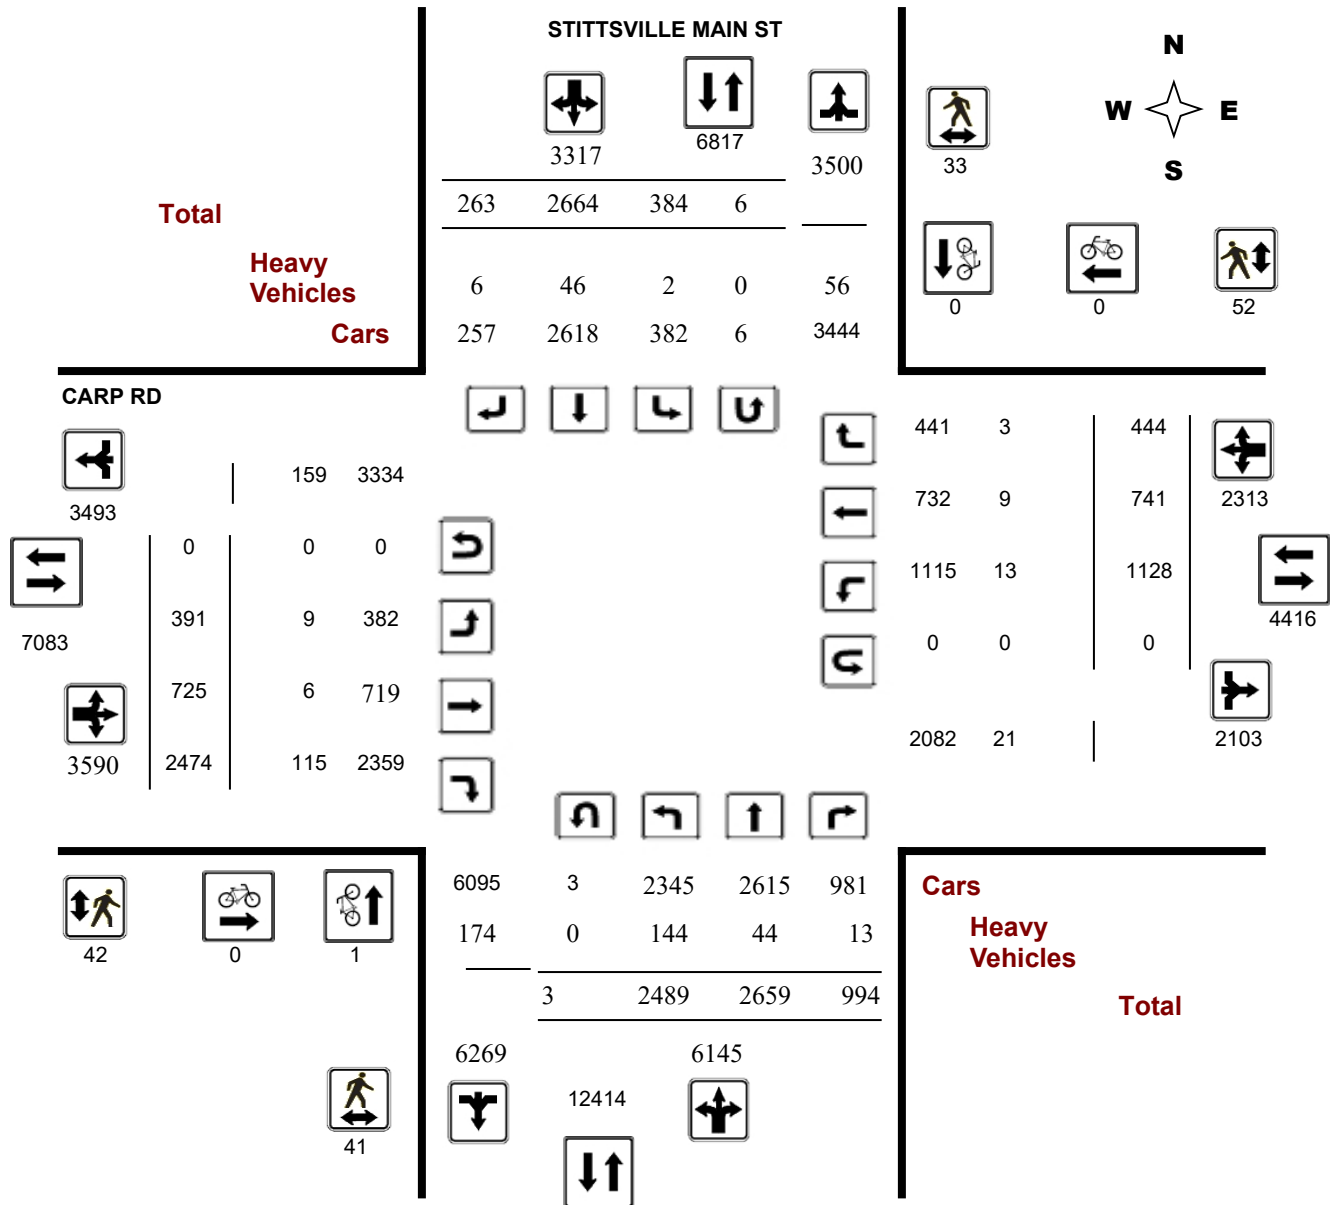 STITTSVILLE MAIN ST
N
W E
S
3317 6817 3500 33
Total 263 2664 384 6
Heavy
Vehicles 6 46 2 0 56
0 0 52
Cars 257 2618 382 6 3444
CARP RD
441 3 444
159 3334
3493
732 9 741 2313
0 0 0
7083
391 9 382
1115 13 1128
4416
725 6 719
0 0 0
3590 2474 115 2359
2082 21 2103
6095 3 2345 2615 981 Cars
174 0 144 44 13 Heavy
Vehicles
42 0 1
3 2489 2659 994 Total
6269 6145
12414
41